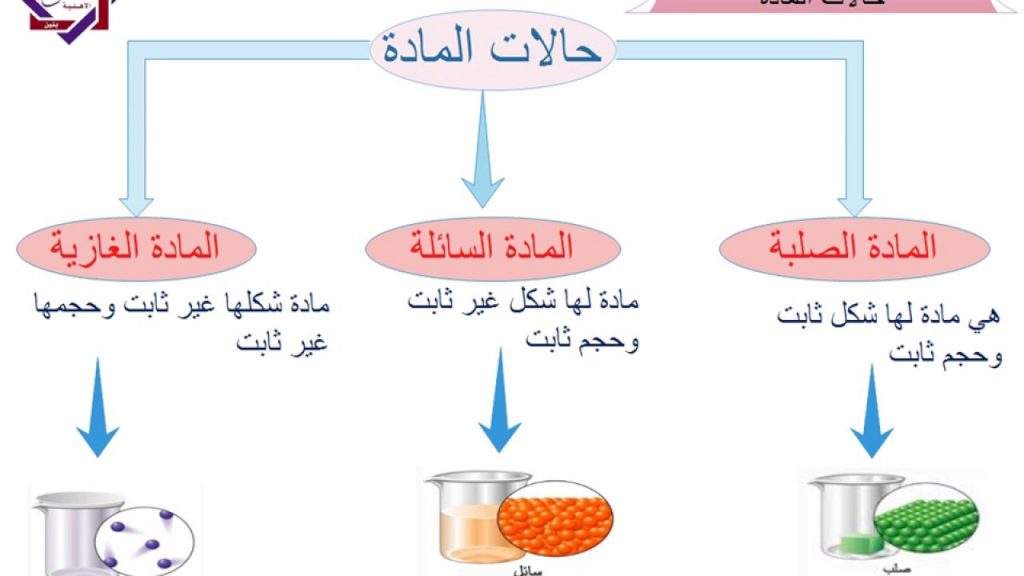 حالات المادة
حالات المادة
المادة الصلبة
هي مادة لها شكل ثابت
وحجم ثابت
صلب
المادة السائلة
مادة لها شكل غير ثابت
وحجم ثابت
سائل
المادة الغازية
مادة شكلها غير ثابت وحجمها
غير ثابت
الاهلية
بنين